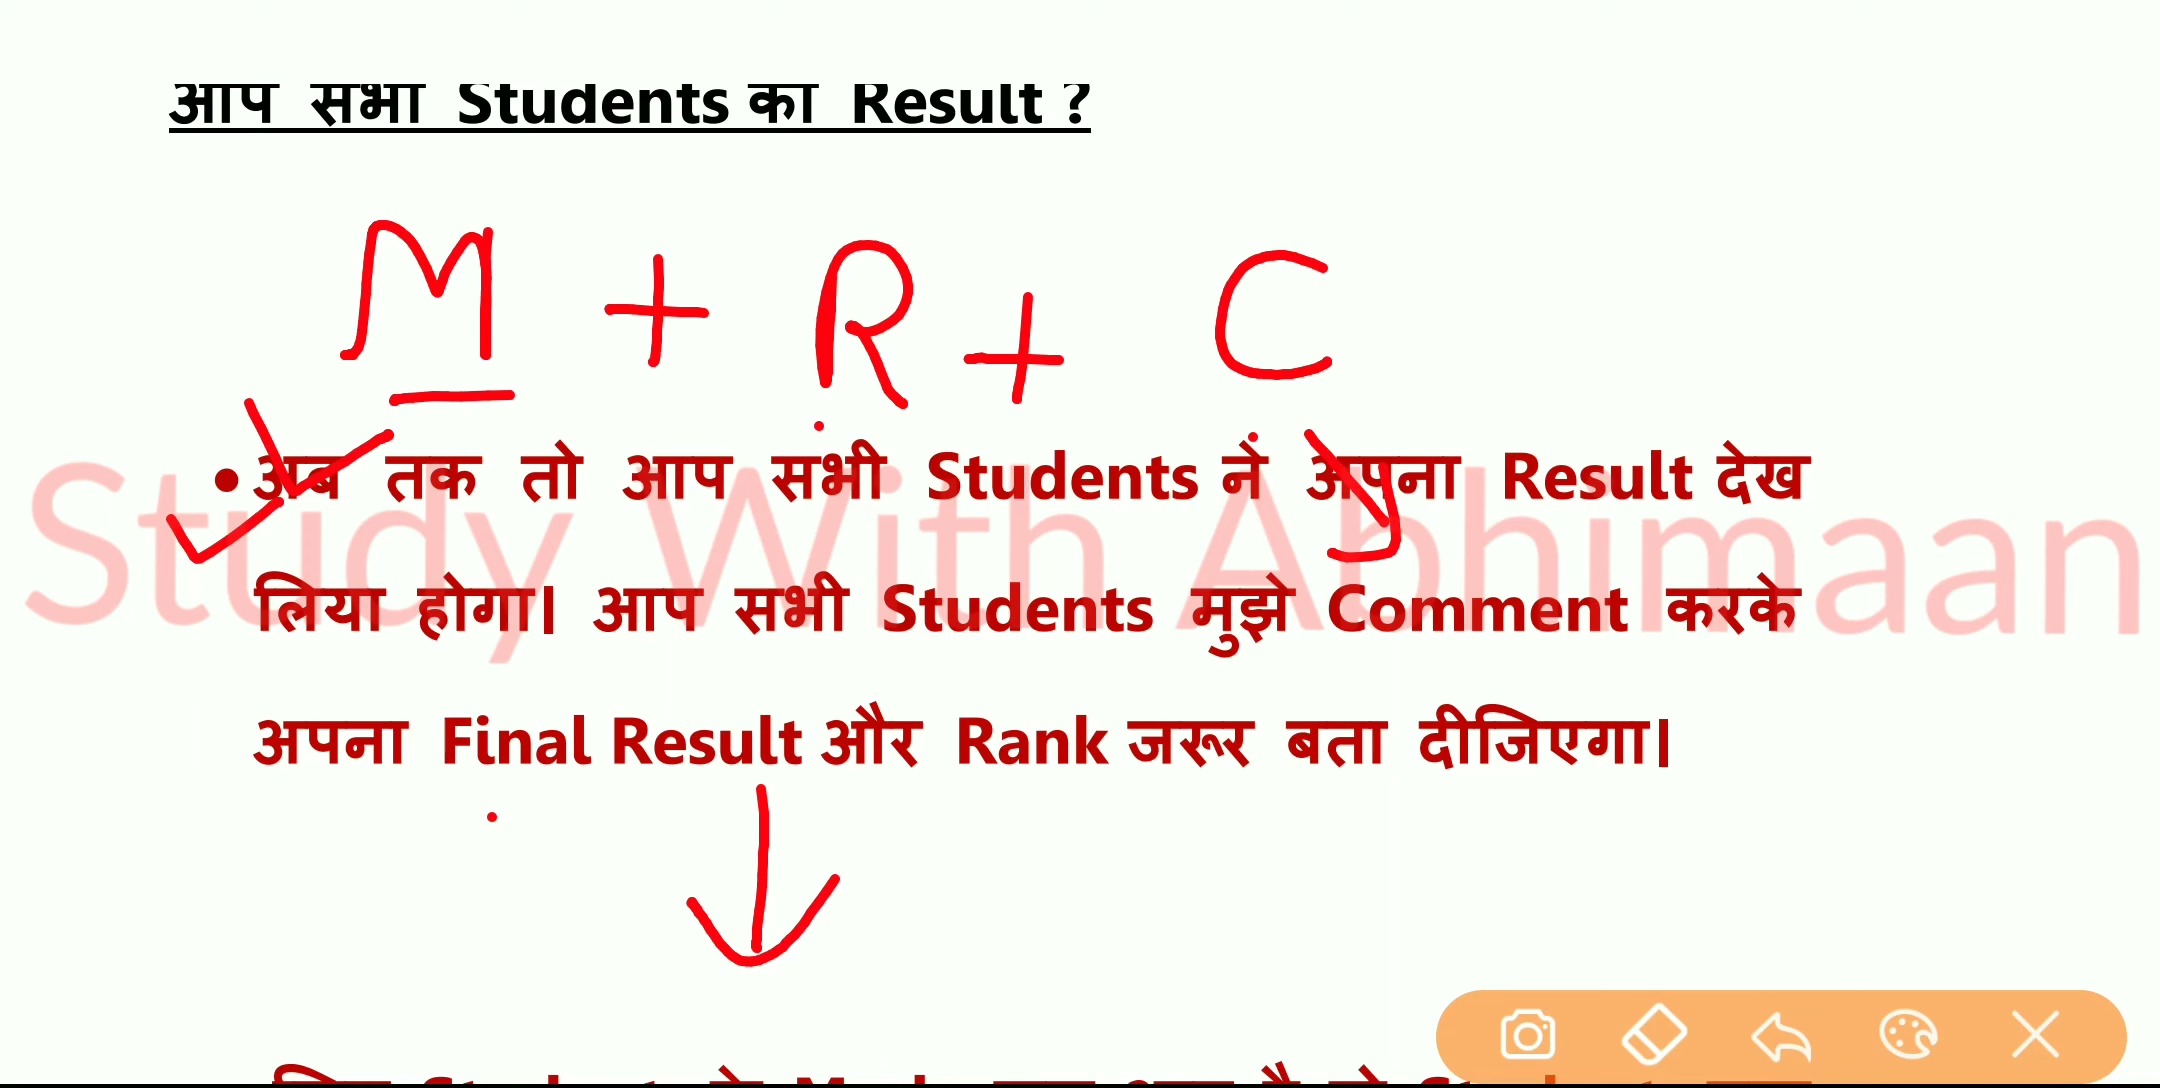 आप सभी Students का Result ?
M + R + C
• अब तक तो आप सभी Students ने अपना Result देख
लिया होगा। आप सभी Students मुझे Comment करके
अपना Final Result और Rank जरूर बता दीजिएगा।
Study With Abhimaan